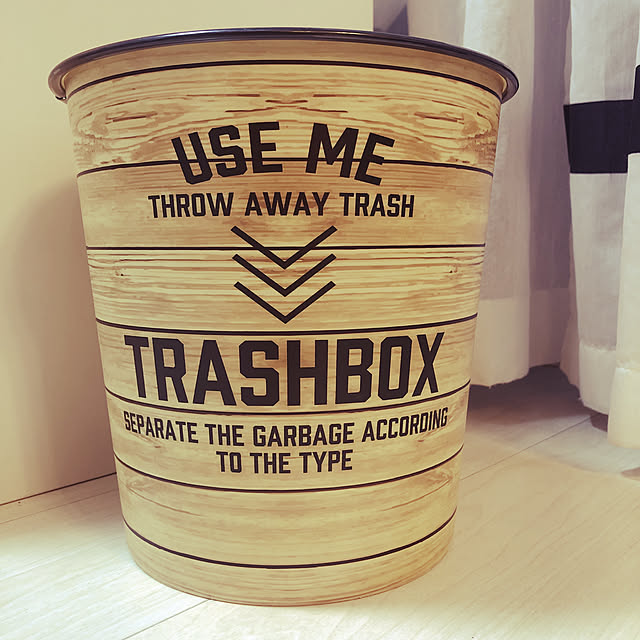 USE ME
THROW AWAY TRASH
TRASHBOX
SEPARATE THE GARBAGE ACCORDING
TO THE TYPE